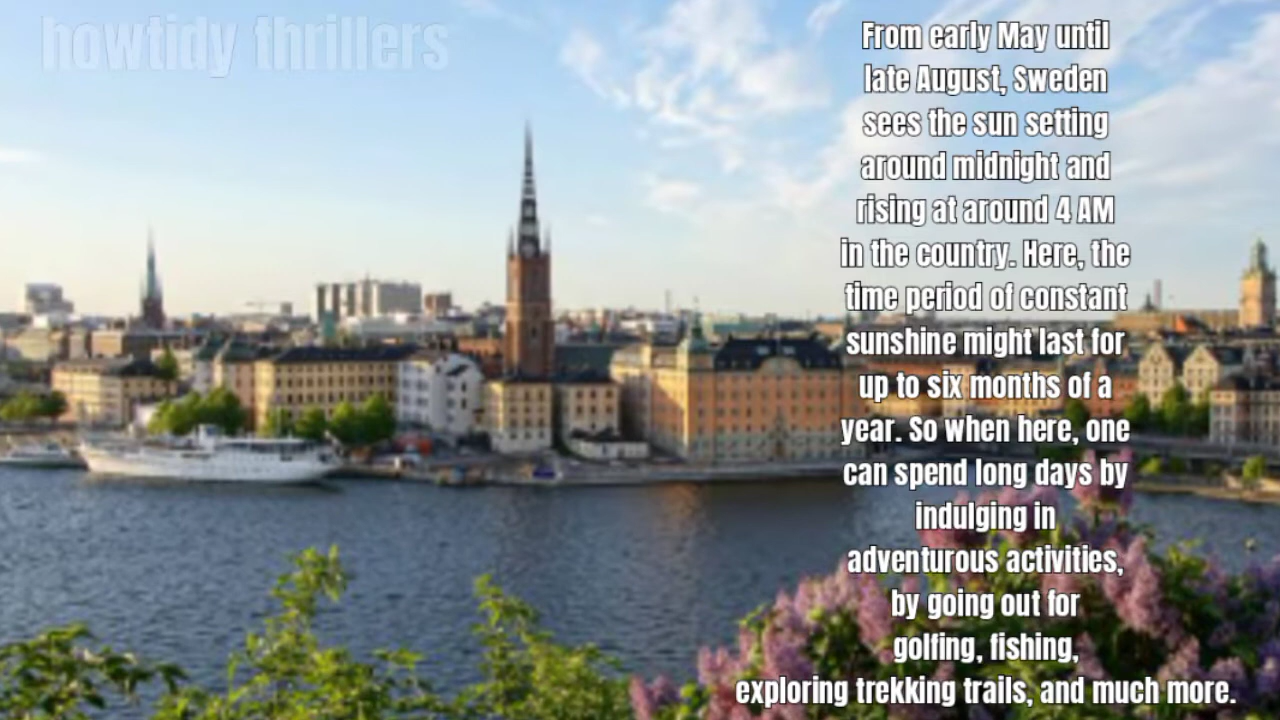 howtidy thrillers
From early May until
late August, Sweden
sees the sun setting
around midnight and
rising at around 4 AM
in the country. Here, the
time period of constant
sunshine might last for
up to six months of a
year. So when here, one
can spend long days by
indulging in
adventurous activities,
by going out for
golfing, fishing,
exploring trekking trails, and much more.